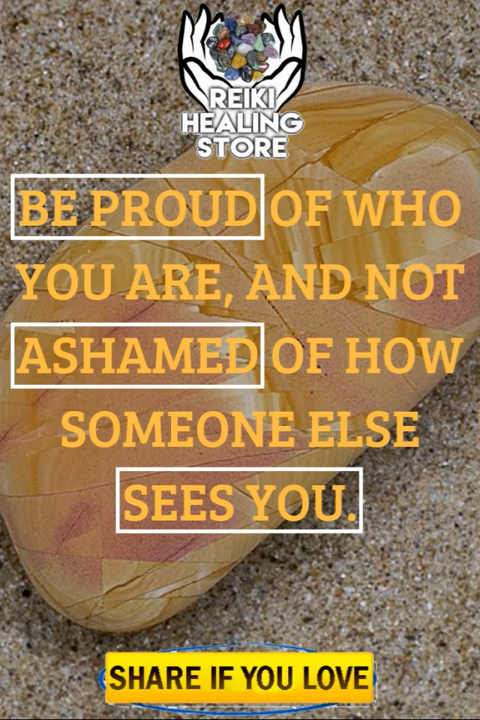 REIKI
HEALING
STORE
BE PROUD OF WHO
YOU ARE, AND NOT
ASHAMED OF HOW
SOMEONE ELSE
SEES YOU.
SHARE IF YOU LOVE